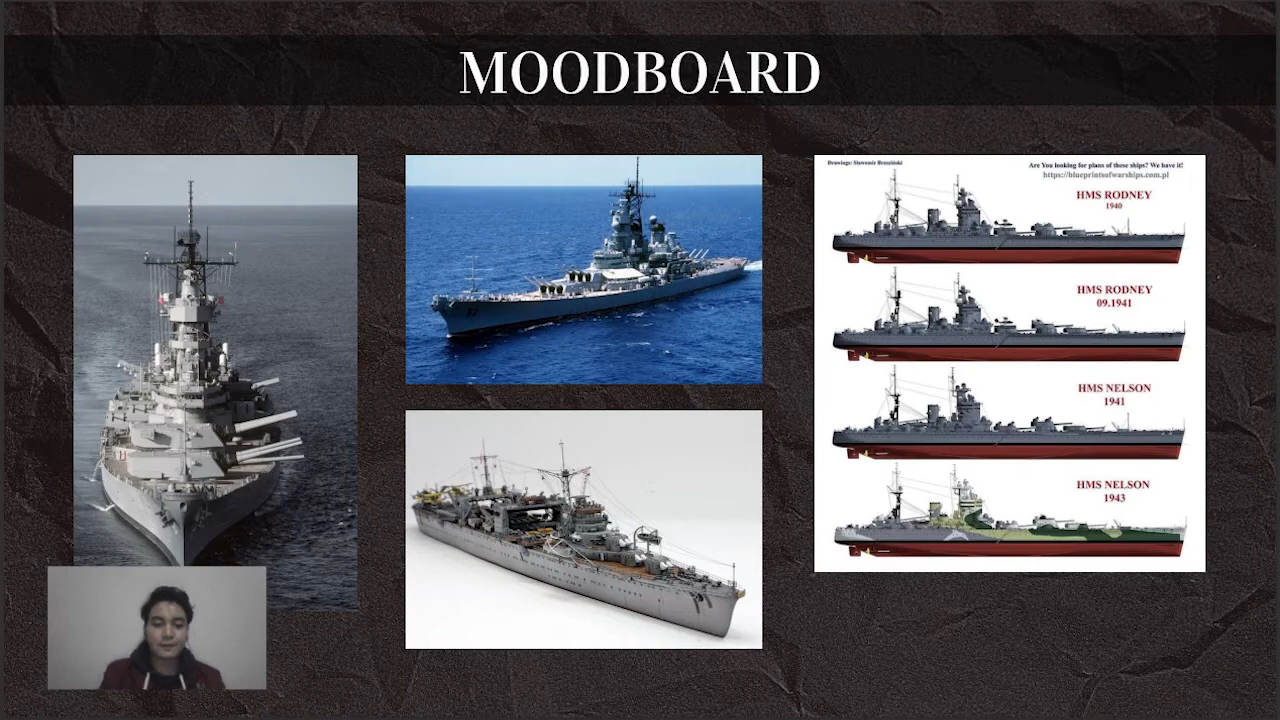 MOODBOARD
Drawings: Sławomir Brzeziński
Are You looking for plans of these ships? We have it!
https://blueprintsofwarships.com.pl
HMS RODNEY
1940
HMS RODNEY
09.1941
HMS NELSON
1941
HMS NELSON
1943